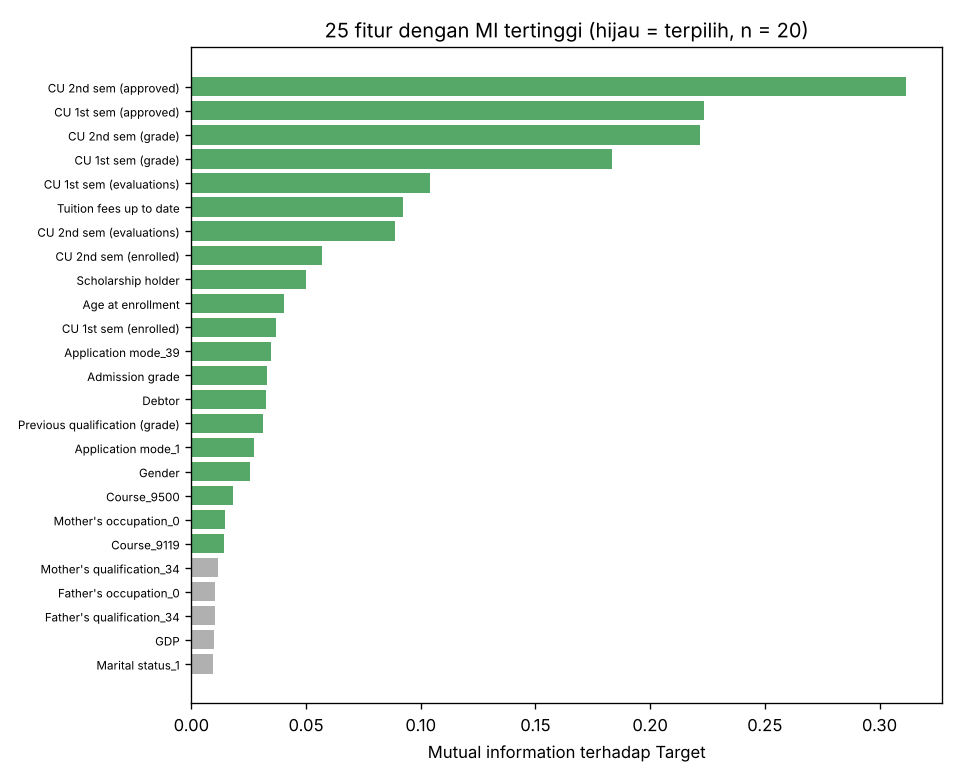 25 fitur dengan MI tertinggi (hijau = terpilih, n = 20)
CU 2nd sem (approved)
CU 1st sem (approved)
CU 2nd sem (grade)
CU 1st sem (grade)
CU 1st sem (evaluations)
Tuition fees up to date
CU 2nd sem (evaluations)
CU 2nd sem (enrolled)
Scholarship holder
Age at enrollment
CU 1st sem (enrolled)
Application mode_39
Admission grade
Debtor
Previous qualification (grade)
Application mode_1
Gender
Course_9500
Mother's occupation_0
Course_9119
Mother's qualification_34
Father's occupation_0
Father's qualification_34
GDP
Marital status_1
0.00 0.05 0.10 0.15 0.20 0.25 0.30
Mutual information terhadap Target